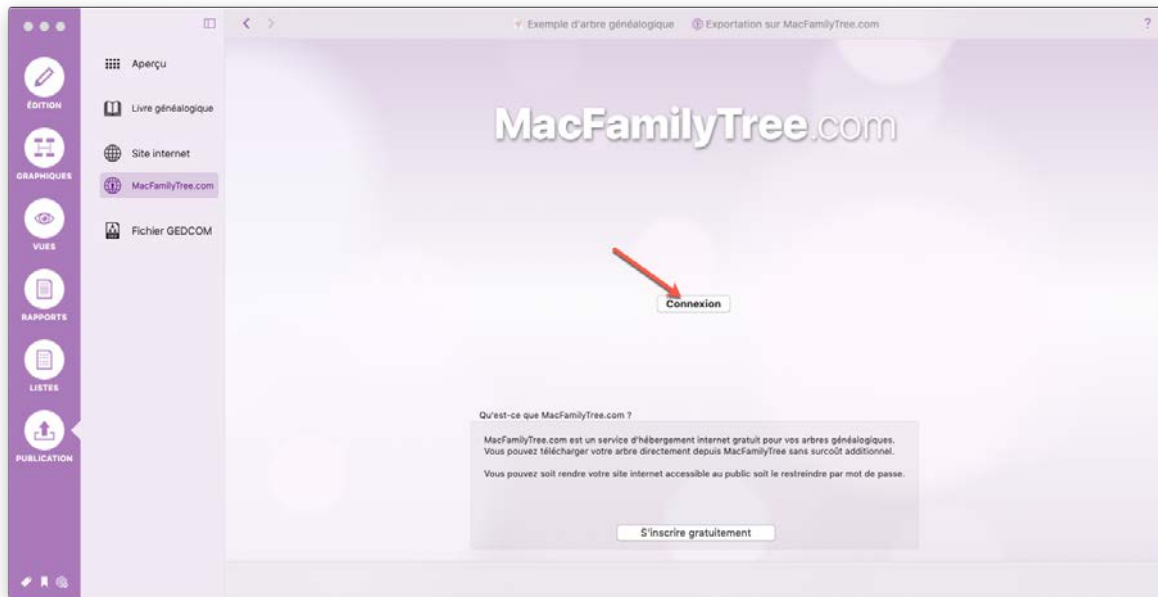 Exemple d'arbre généalogique
Exportation sur MacFamilyTree.com
?
ÉDITION
GRAPHIQUES
VUES
RAPPORTS
LISTES
PUBLICATION
Aperçu
Livre généalogique
Site internet
MacFamilyTree.com
Fichier GEDCOM
MacFamilyTree.com
Connexion
Qu'est-ce que MacFamilyTree.com ?
MacFamilyTree.com est un service d'hébergement internet gratuit pour vos arbres généalogiques.
Vous pouvez télécharger votre arbre directement depuis MacFamilyTree sans surcoût additionnel.
Vous pouvez soit rendre votre site internet accessible au public soit le restreindre par mot de passe.
S'inscrire gratuitement